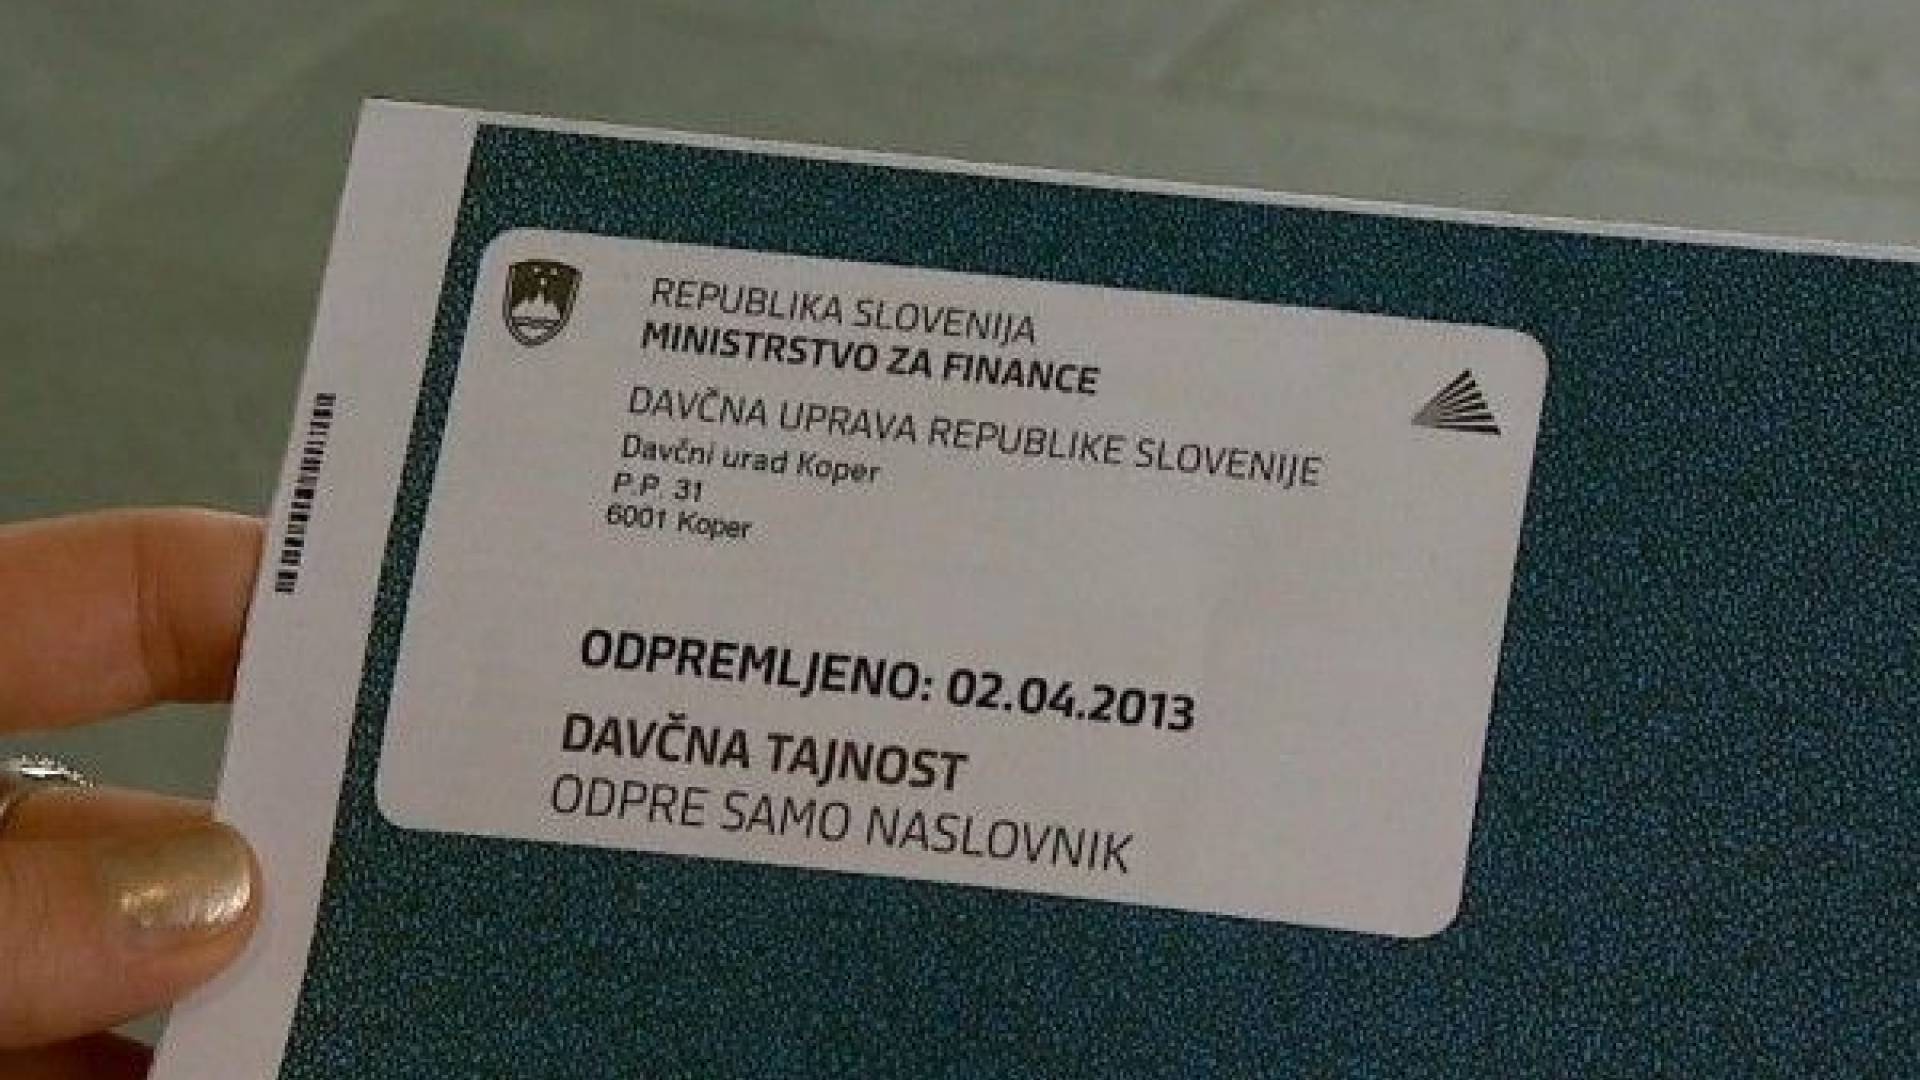 REPUBLIKA SLOVENIJA
MINISTRSTVO ZA FINANCE
DAVČNA UPRAVA REPUBLIKE SLOVENIJE
Davčni urad Koper
P.P. 31
6001 Koper
ODPREMLJENO: 02.04.2013
DAVČNA TAJNOST
ODPRE SAMO NASLOVNIK